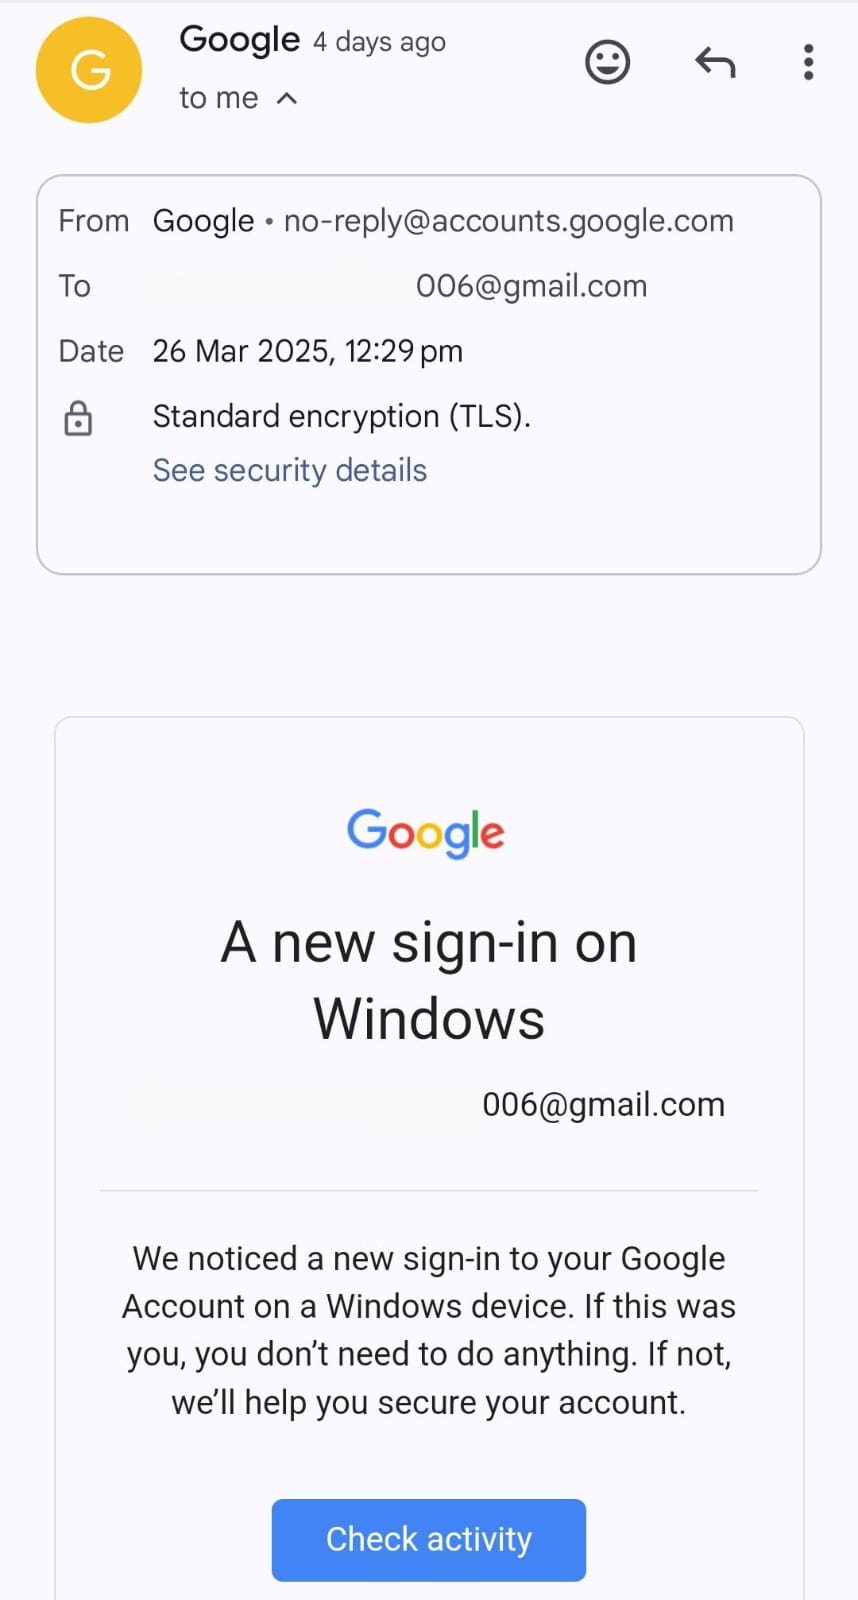 G
Google 4 days ago
to me
From Google • no-reply@accounts.google.com
To 006@gmail.com
Date 26 Mar 2025, 12:29 pm
Standard encryption (TLS).
See security details
Google
A new sign-in on
Windows
006@gmail.com
We noticed a new sign-in to your Google
Account on a Windows device. If this was
you, you don’t need to do anything. If not,
we’ll help you secure your account.
Check activity